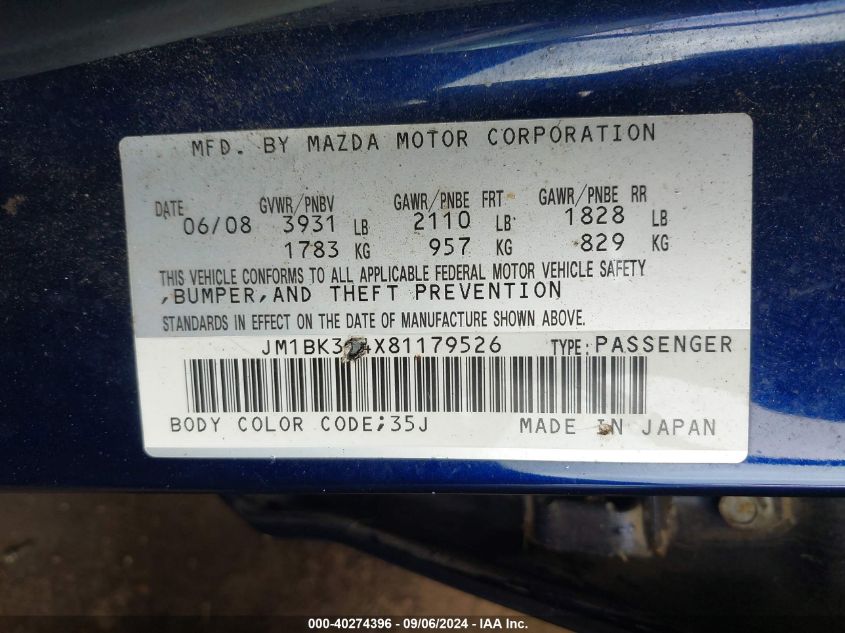 MFD. BY MAZDA MOTOR CORPORATION
DATE GVWR/PNBV GAWR/PNBE FRT GAWR/PNBE RR
06/08 3931 LB 2110 LB 1828 LB
1783 KG 957 KG 829 KG
THIS VEHICLE CONFORMS TO ALL APPLICABLE FEDERAL MOTOR VEHICLE SAFETY
,BUMPER,AND THEFT PREVENTION
STANDARDS IN EFFECT ON THE DATE OF MANUFACTURE SHOWN ABOVE.
TYPE:PASSENGER
BODY COLOR CODE;35J MADE IN JAPAN
000-40274396 - 09/06/2024 - IAA Inc.